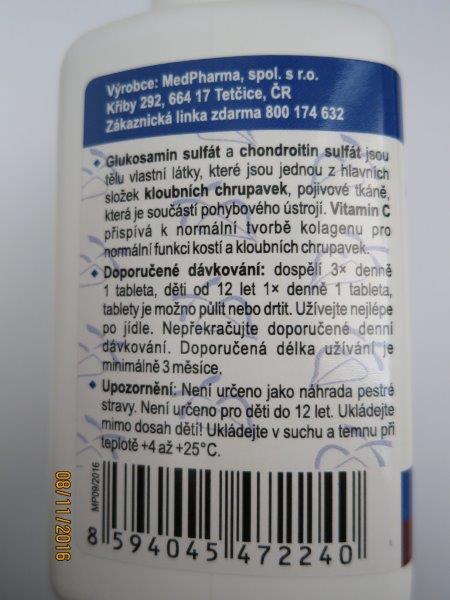 Výrobce: MedPharma, spol. s r.o.
Křiby 292, 664 17 Tetčice, ČR
Zákaznická linka zdarma 800 174 632
• Glukosamin sulfát a chondroitin sulfát jsou
tělu vlastní látky, které jsou jednou z hlavních
složek kloubních chrupavek, pojivové tkáně,
která je součástí pohybového ústrojí. Vitamin C
přispívá k normální tvorbě kolagenu pro
normální funkci kostí a kloubních chrupavek.
• Doporučené dávkování: dospělí 3× denně
1 tableta, děti od 12 let 1× denně 1 tableta,
tablety je možno půlit nebo drtit. Užívejte nejlépe
po jídle. Nepřekračujte doporučené denní
dávkování. Doporučená délka užívání je
minimálně 3 měsíce.
• Upozornění: Není určeno jako náhrada pestré
stravy. Není určeno pro děti do 12 let. Ukládejte
mimo dosah dětí! Ukládejte v suchu a temnu při
teplotě +4 až +25°C.
MP09/2016
8 594045 472240
08/11/2016